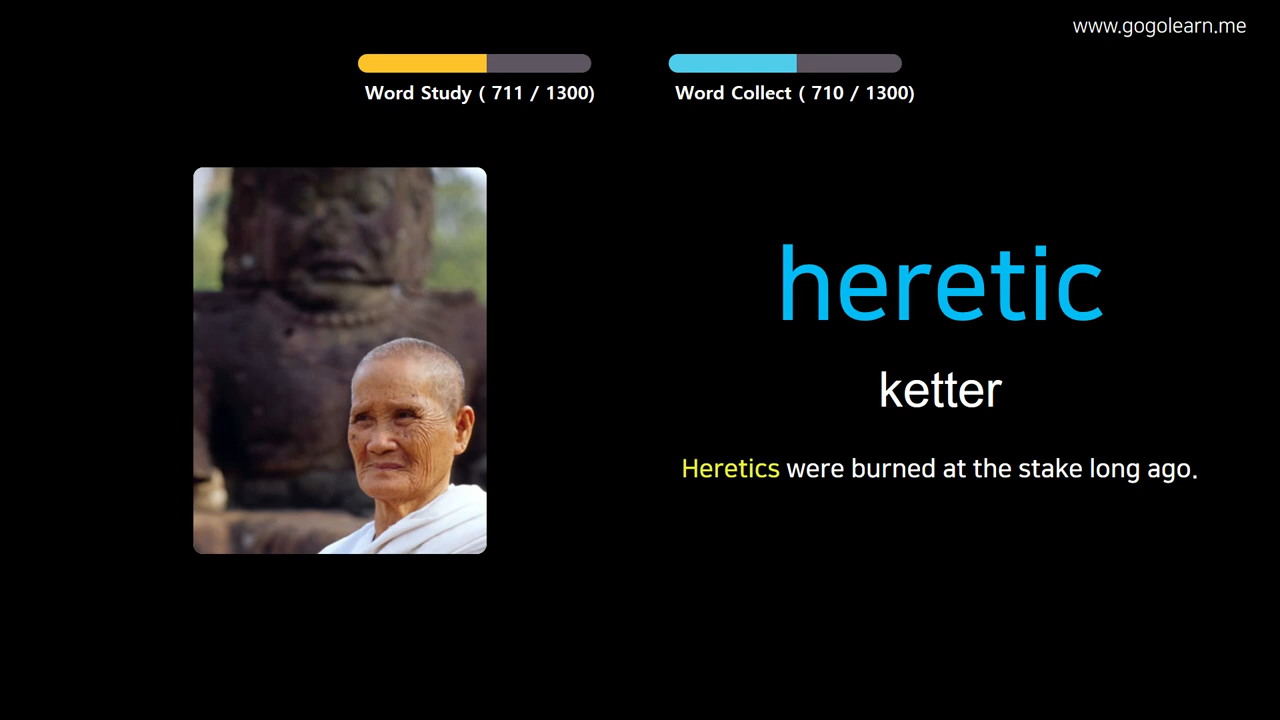 www.gogolearn.me
Word Study ( 711 / 1300)
Word Collect ( 710 / 1300)
heretic
ketter
Heretics were burned at the stake long ago.